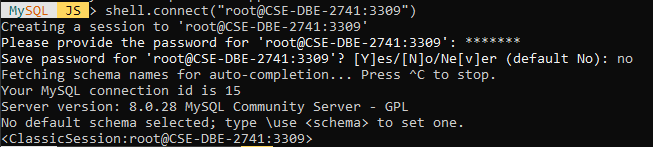 MySQL JS > shell.connect("root@CSE-DBE-2741:3309")
Creating a session to 'root@CSE-DBE-2741:3309'
Please provide the password for 'root@CSE-DBE-2741:3309': *******
Save password for 'root@CSE-DBE-2741:3309'? [Y]es/[N]o/Ne[v]er (default No): no
Fetching schema names for auto-completion... Press ^C to stop.
Your MySQL connection id is 15
Server version: 8.0.28 MySQL Community Server - GPL
No default schema selected; type \use <schema> to set one.
<ClassicSession:root@CSE-DBE-2741:3309>